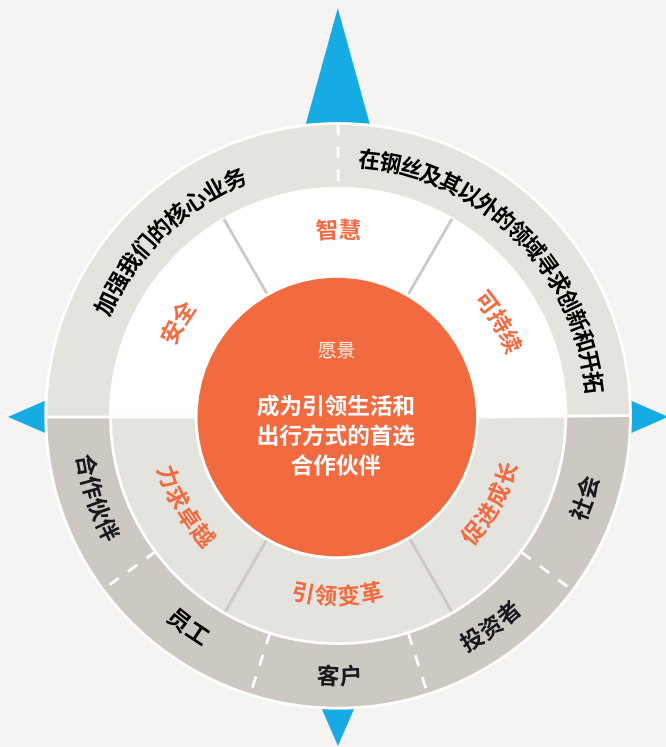 加强我们的核心业务
在钢丝及其以外的领域寻求创新和开拓
安全
智慧
可持续
愿景
成为引领生活和
出行方式的首选
合作伙伴
力求卓越
引领变革
促进成长
合作伙伴
员工
客户
投资者
社会